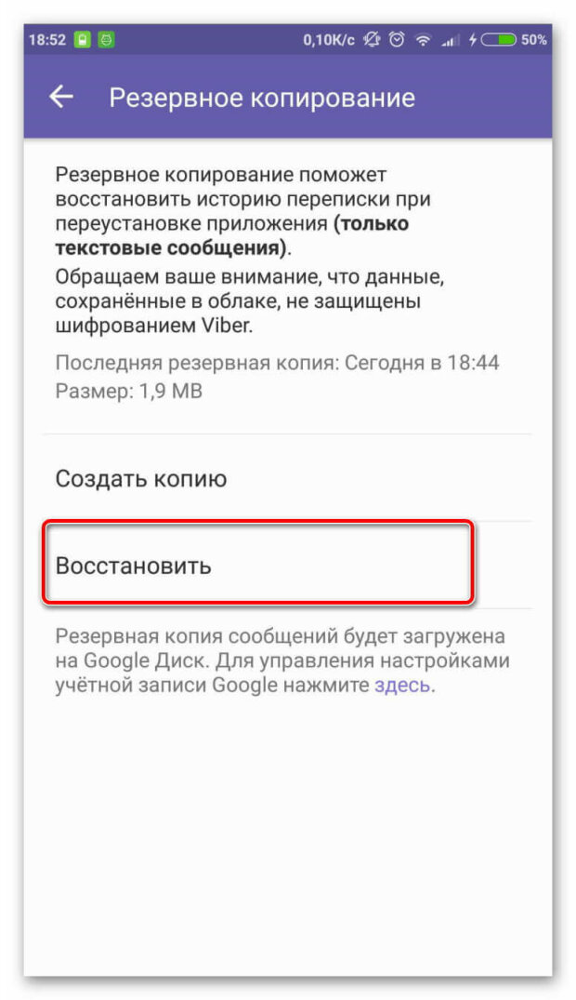 18:52 0,10K/c 50%
Резервное копирование
Резервное копирование поможет
восстановить историю переписки при
переустановке приложения (только
текстовые сообщения).
Обращаем ваше внимание, что данные,
сохранённые в облаке, не защищены
шифрованием Viber.
Последняя резервная копия: Сегодня в 18:44
Размер: 1,9 MB
Создать копию
Восстановить
Резервная копия сообщений будет загружена
на Google Диск. Для управления настройками
учётной записи Google нажмите здесь.